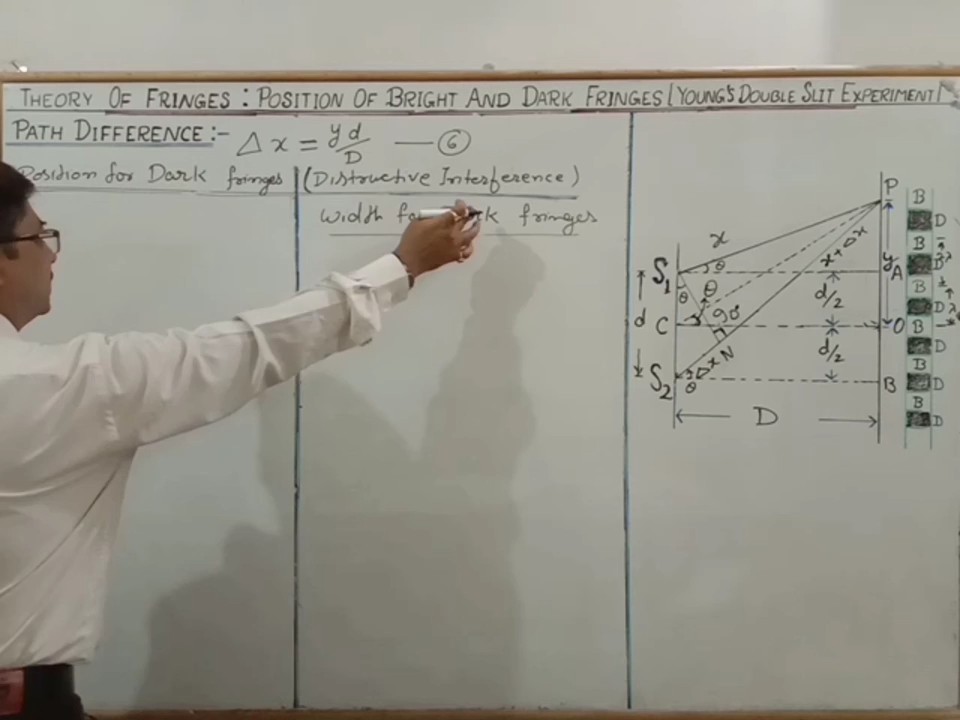 THEORY OF FRINGES : POSITION OF BRIGHT AND DARK FRINGES (YOUNG'S DOUBLE SLIT EXPERIMENT)
PATH DIFFERENCE :- Δx = yd/D — ⑥
Position for Dark fringes (Distructive Interference)
Width for fringes
P
B
D
B
D
B
D
B
D
B
D
B
D
x
x+Δx
y
A
S1
θ
θ
θ
d/2
d
C
90°
O
N
Δx
d/2
S2
θ
B
D